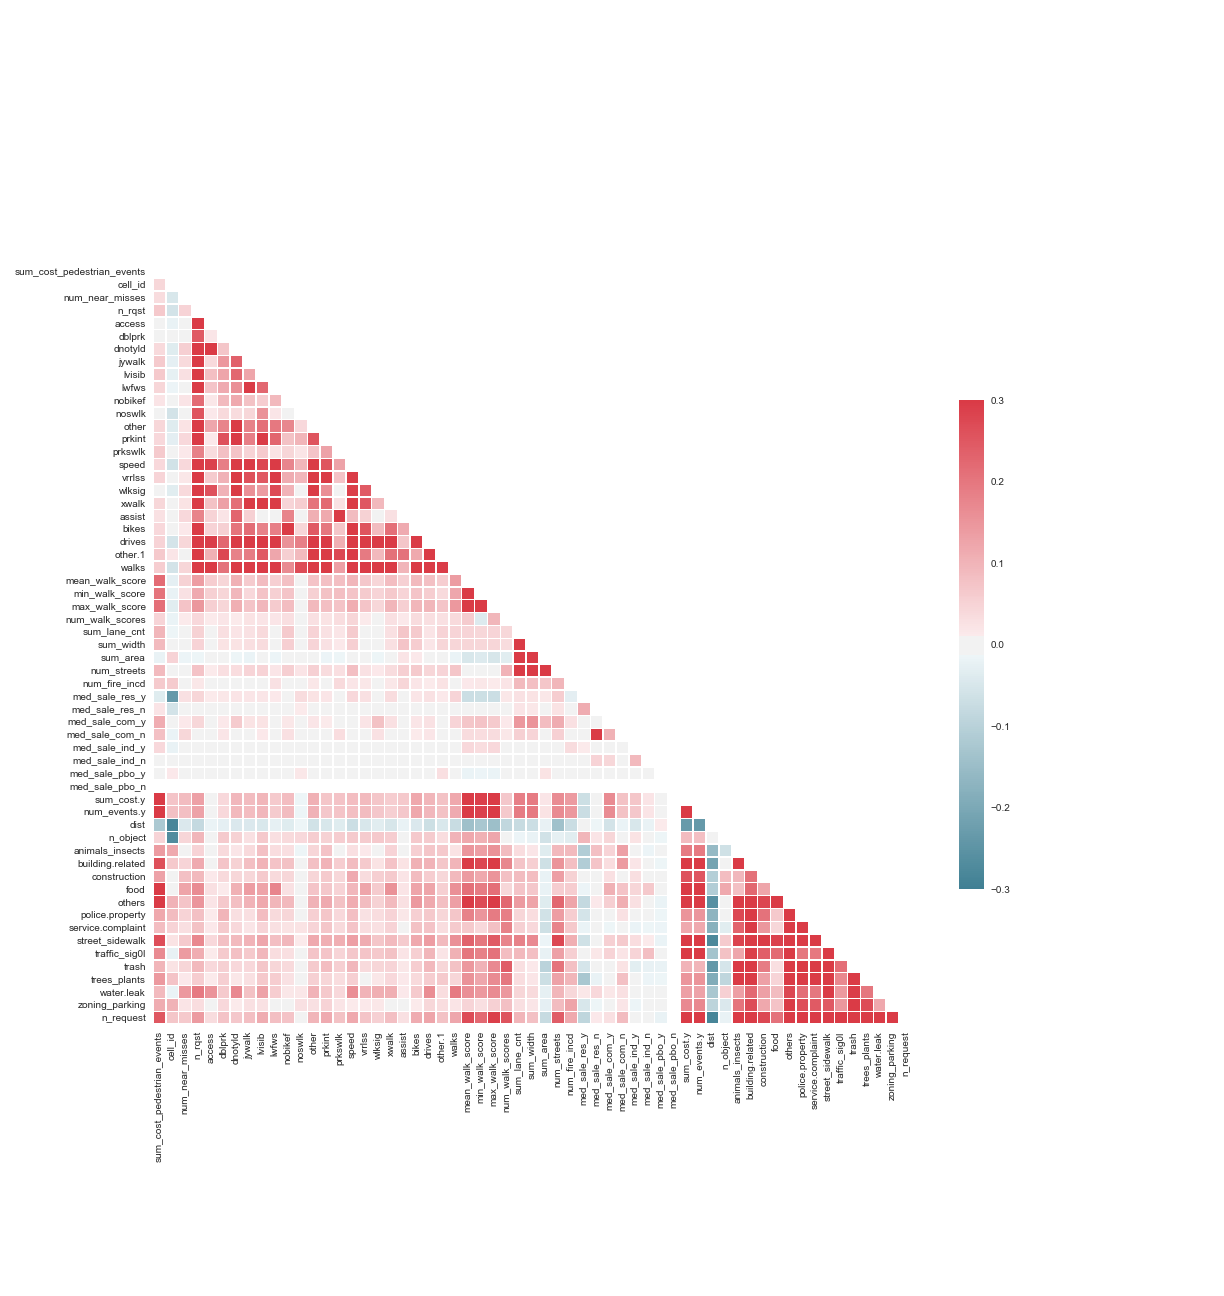 sum_cost_pedestrian_events
cell_id
num_near_misses
n_rqst
access
dblprk
dnotyld
jywalk
lvisib
lwfws
nobikef
noswlk
other
prkint
prkswlk
speed
vrrlss
wlksig
xwalk
assist
bikes
drives
other.1
walks
mean_walk_score
min_walk_score
max_walk_score
num_walk_scores
sum_lane_cnt
sum_width
sum_area
num_streets
num_fire_incd
med_sale_res_y
med_sale_res_n
med_sale_com_y
med_sale_com_n
med_sale_ind_y
med_sale_ind_n
med_sale_pbo_y
med_sale_pbo_n
sum_cost.y
num_events.y
dist
n_object
animals_insects
building.related
construction
food
others
police.property
service.complaint
street_sidewalk
traffic_sig0l
trash
trees_plants
water.leak
zoning_parking
n_request
sum_cost_pedestrian_events
cell_id
num_near_misses
n_rqst
access
dblprk
dnotyld
jywalk
lvisib
lwfws
nobikef
noswlk
other
prkint
prkswlk
speed
vrrlss
wlksig
xwalk
assist
bikes
drives
other.1
walks
mean_walk_score
min_walk_score
max_walk_score
num_walk_scores
sum_lane_cnt
sum_width
sum_area
num_streets
num_fire_incd
med_sale_res_y
med_sale_res_n
med_sale_com_y
med_sale_com_n
med_sale_ind_y
med_sale_ind_n
med_sale_pbo_y
med_sale_pbo_n
sum_cost.y
num_events.y
dist
n_object
animals_insects
building.related
construction
food
others
police.property
service.complaint
street_sidewalk
traffic_sig0l
trash
trees_plants
water.leak
zoning_parking
n_request
0.3
0.2
0.1
0.0
−0.1
−0.2
−0.3